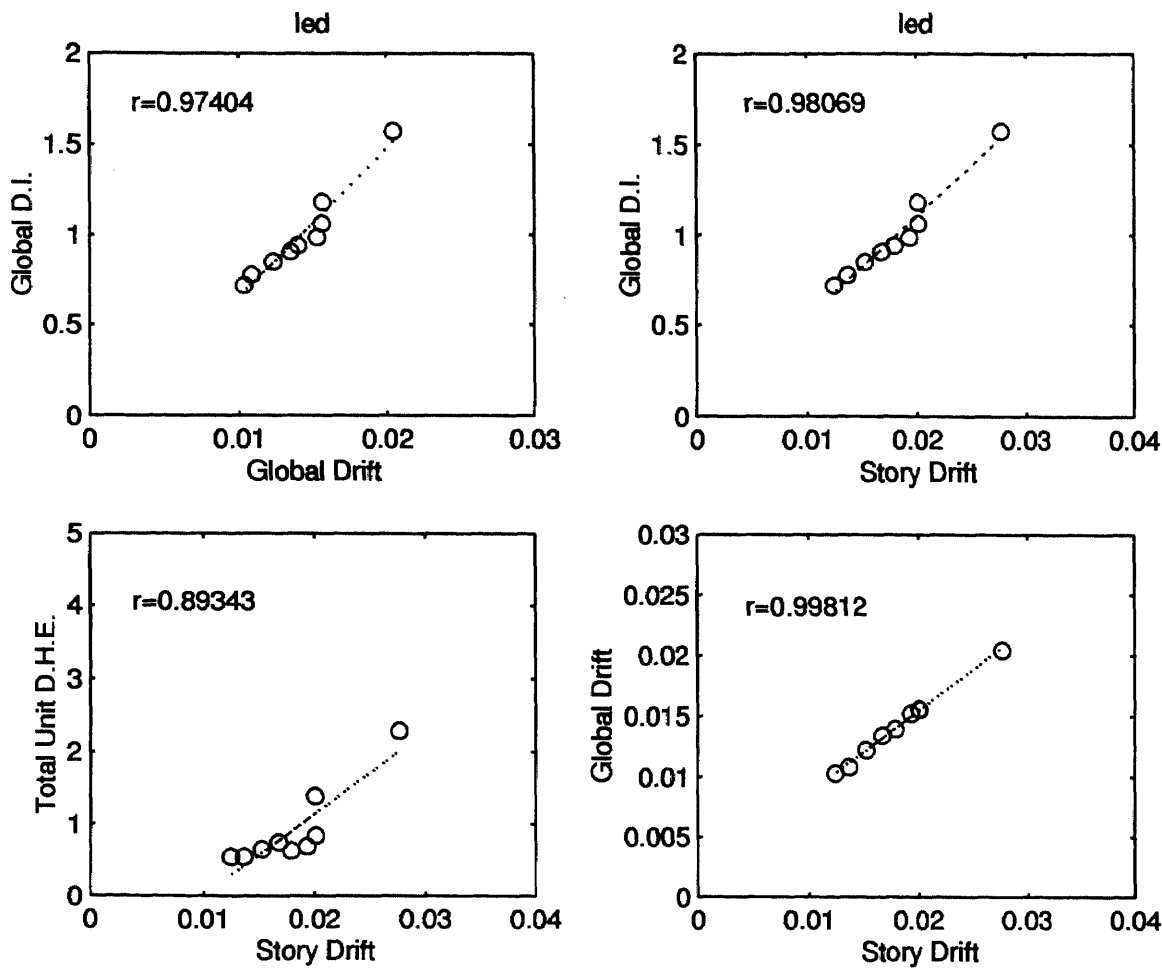 led
2
r=0.97404
1.5
Global D.I.
1
0.5
0
0 0.01 0.02 0.03
Global Drift
led
2
r=0.98069
1.5
Global D.I.
1
0.5
0
0 0.01 0.02 0.03 0.04
Story Drift
5
r=0.89343
4
Total Unit D.H.E.
3
2
1
0
0 0.01 0.02 0.03 0.04
Story Drift
0.03
0.025
r=0.99812
0.02
Global Drift
0.015
0.01
0.005
0
0 0.01 0.02 0.03 0.04
Story Drift